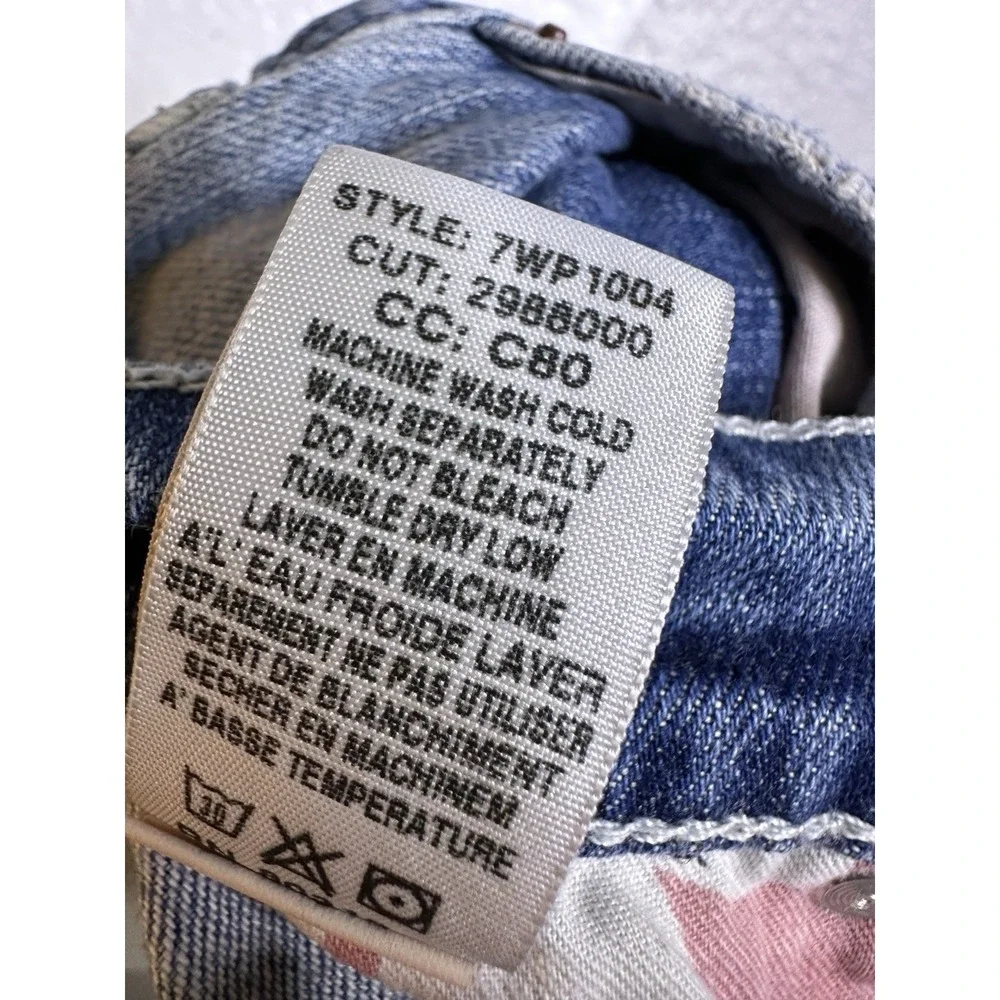 STYLE: 7WP1004
CUT: 2988000
CC: C80
MACHINE WASH COLD
WASH SEPARATELY
DO NOT BLEACH
TUMBLE DRY LOW
LAVER EN MACHINE
A'L' EAU FROIDE LAVER
SEPAREMENT NE PAS UTILISER
AGENT DE BLANCHIMENT
SECHER EN MACHINEM
A' BASSE TEMPERATURE
30